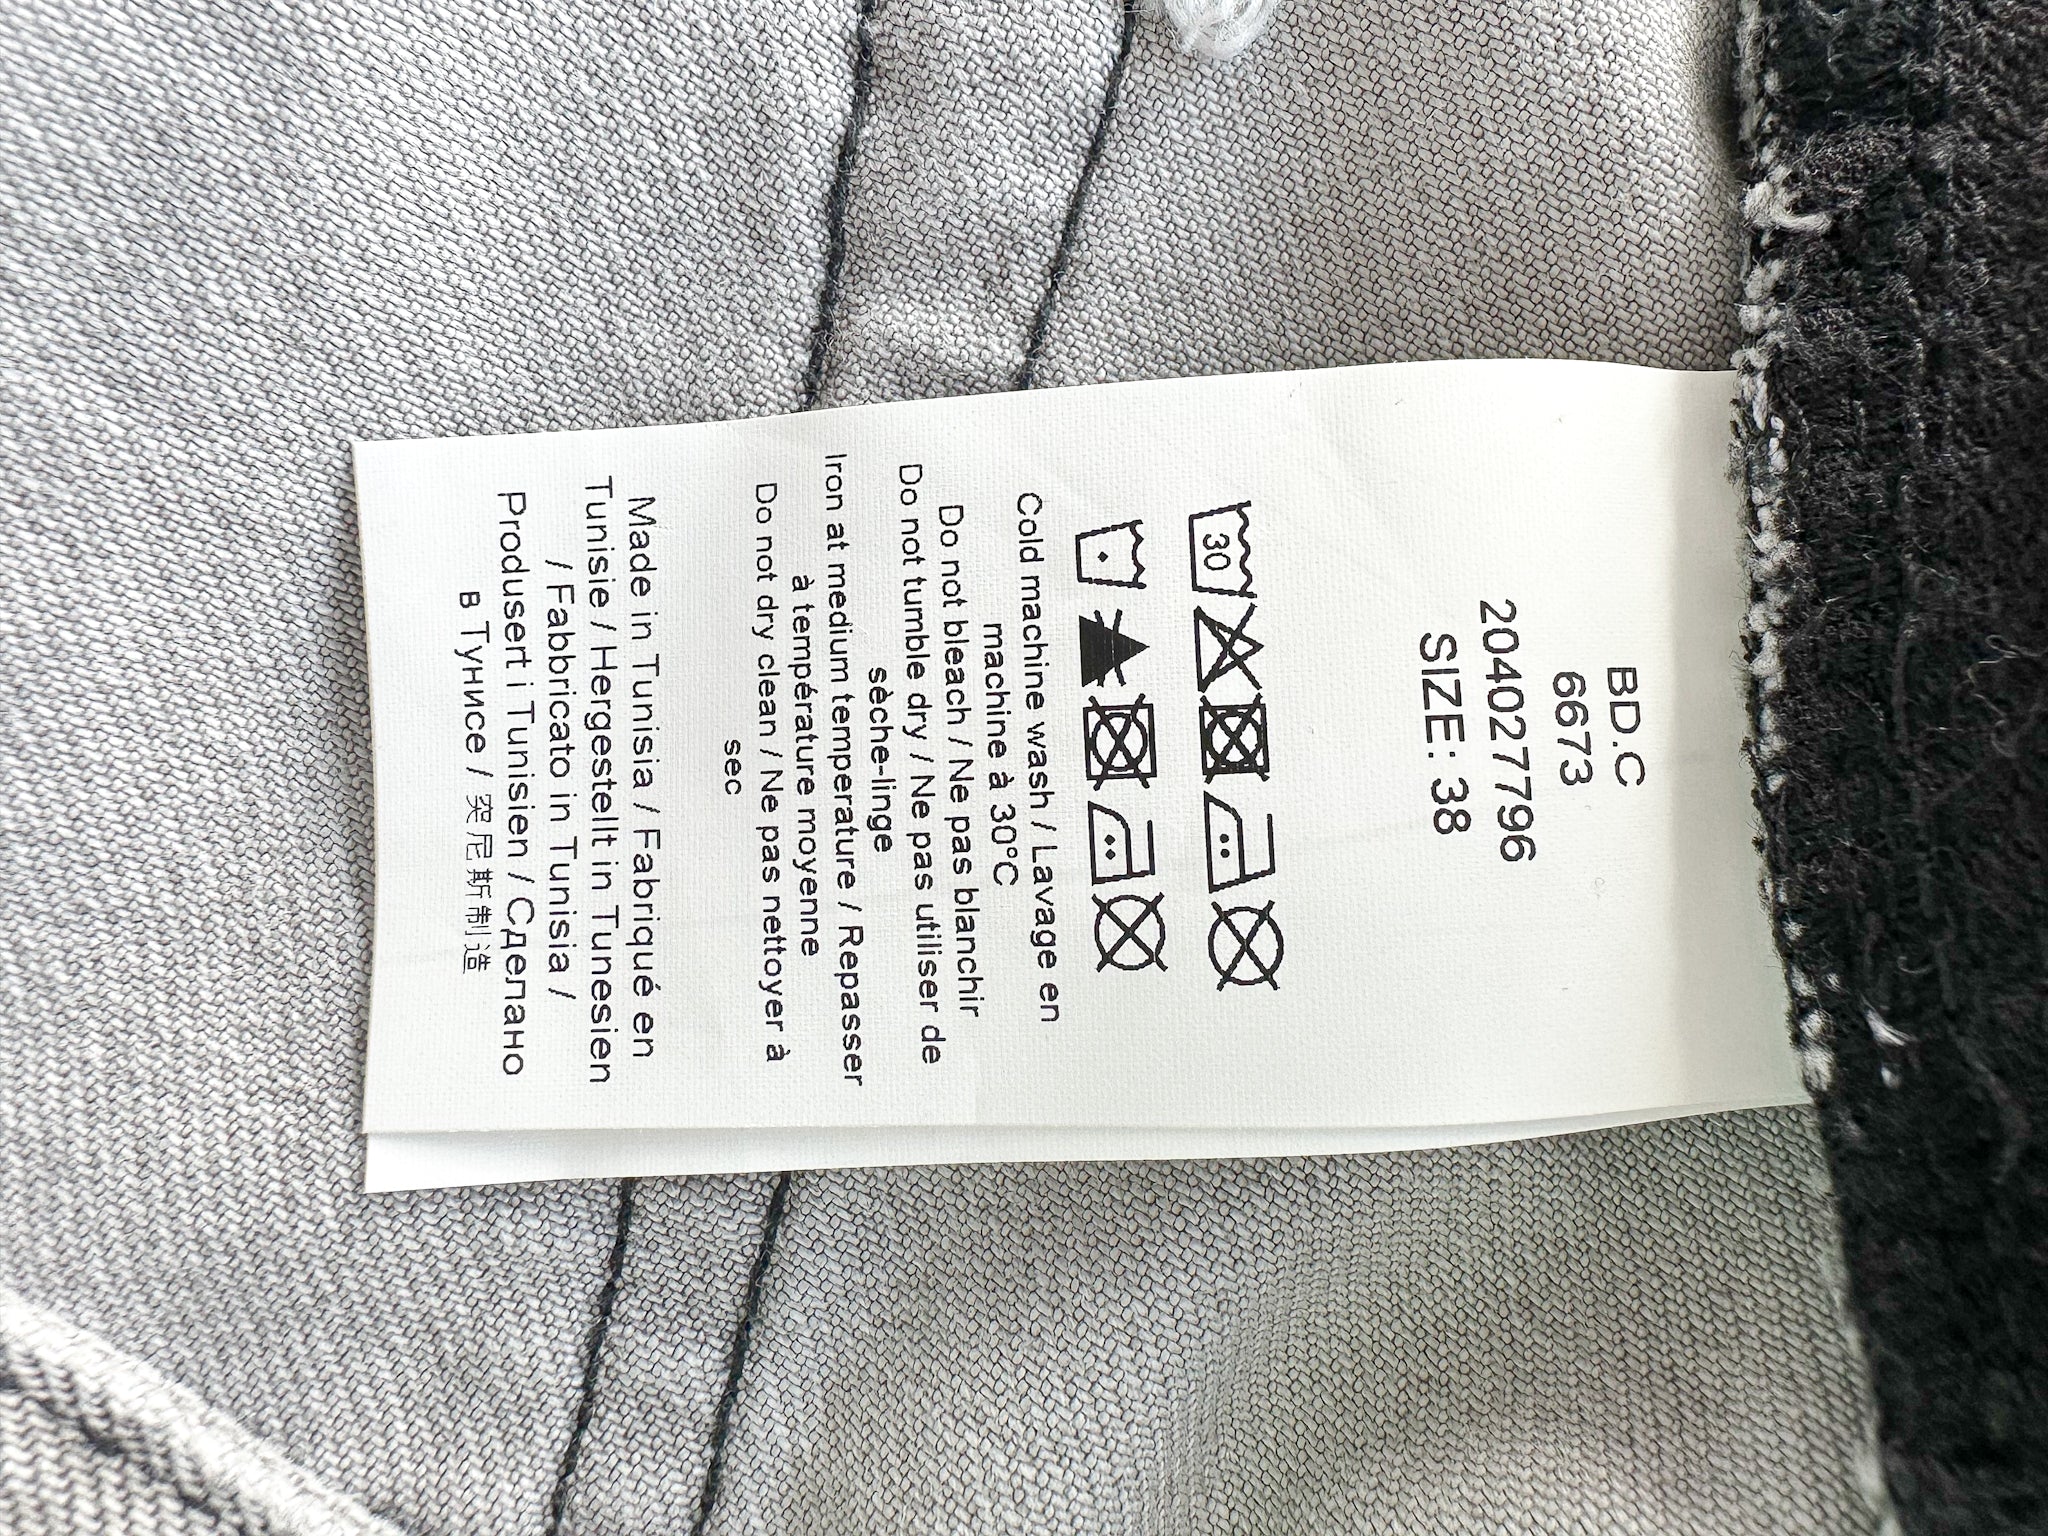 BD.C
6673
2040277796
SIZE: 38
30
Cold machine wash / Lavage en
machine à 30°C
Do not bleach / Ne pas blanchir
Do not tumble dry / Ne pas utiliser de
sèche-linge
Iron at medium temperature / Repasser
à température moyenne
Do not dry clean / Ne pas nettoyer à
sec
Made in Tunisia / Fabriqué en
Tunisie / Hergestellt in Tunesien
/ Fabbricato in Tunisia /
Produsert i Tunisien / Сделано
в Тунисе / 突尼斯制造